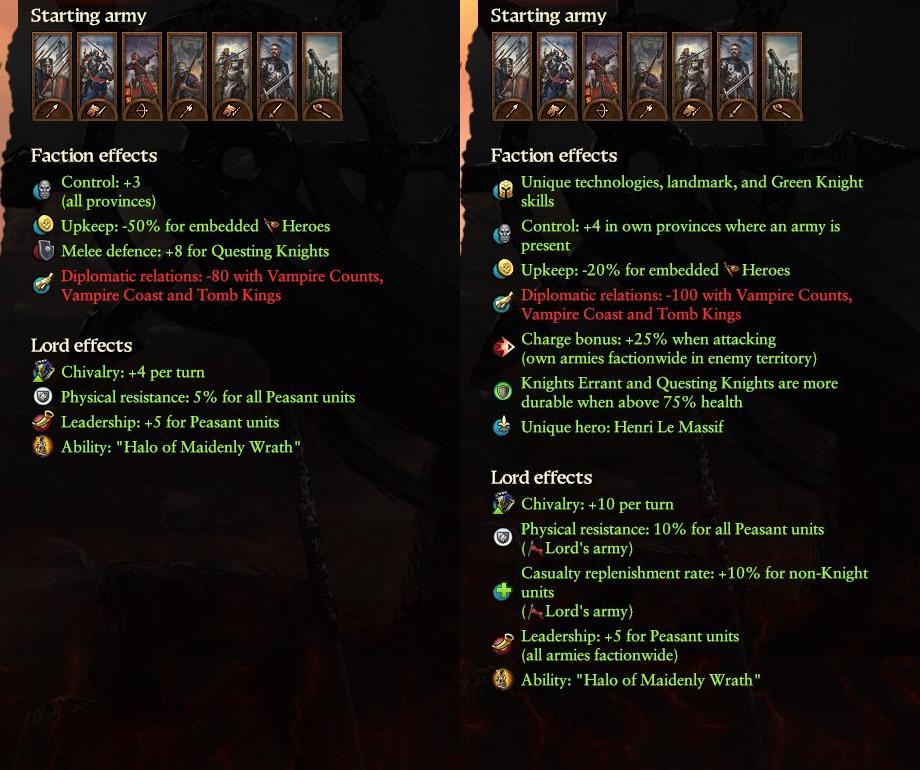 Starting army
Faction effects
Control: +3
(all provinces)
Upkeep: -50% for embedded Heroes
Melee defence: +8 for Questing Knights
Diplomatic relations: -80 with Vampire Counts,
Vampire Coast and Tomb Kings
Lord effects
Chivalry: +4 per turn
Physical resistance: 5% for all Peasant units
Leadership: +5 for Peasant units
Ability: "Halo of Maidenly Wrath"
Starting army
Faction effects
Unique technologies, landmark, and Green Knight
skills
Control: +4 in own provinces where an army is
present
Upkeep: -20% for embedded Heroes
Diplomatic relations: -100 with Vampire Counts,
Vampire Coast and Tomb Kings
Charge bonus: +25% when attacking
(own armies factionwide in enemy territory)
Knights Errant and Questing Knights are more
durable when above 75% health
Unique hero: Henri Le Massif
Lord effects
Chivalry: +10 per turn
Physical resistance: 10% for all Peasant units
(Lord's army)
Casualty replenishment rate: +10% for non-Knight
units
(Lord's army)
Leadership: +5 for Peasant units
(all armies factionwide)
Ability: "Halo of Maidenly Wrath"